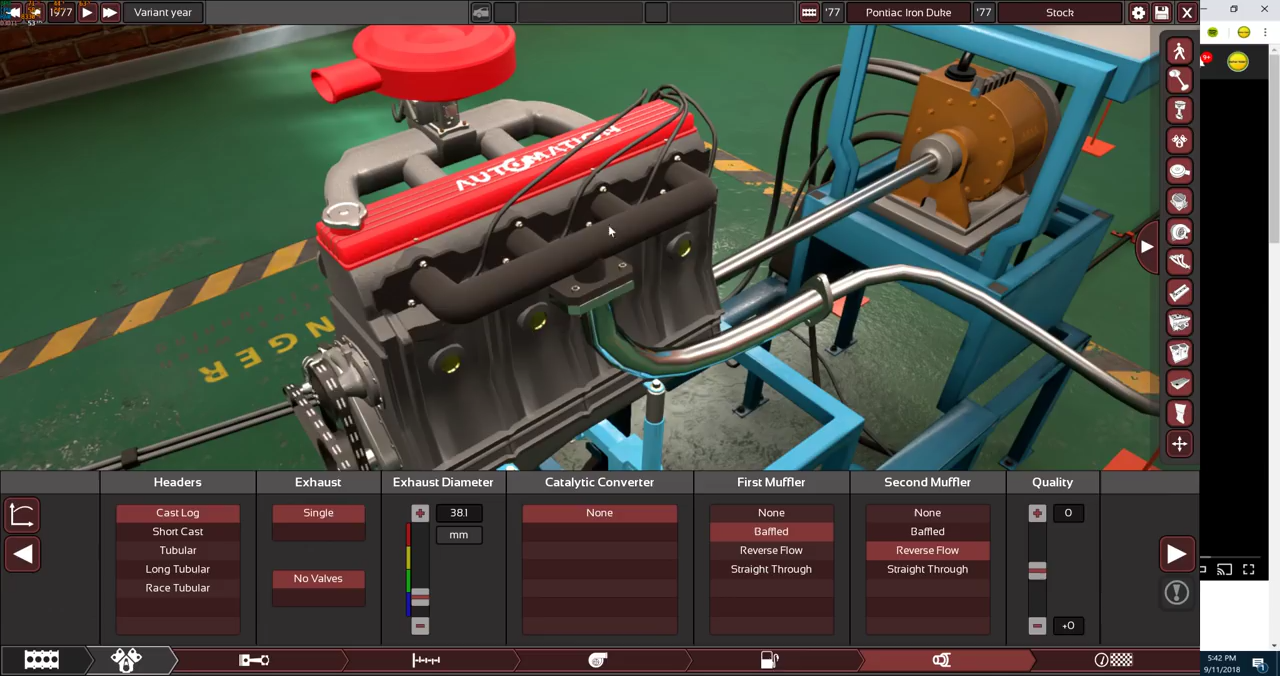 1977
Variant year
'77
Pontiac Iron Duke
'77
Stock
9+
AUTOMATION
DANGER
Headers
Exhaust
Exhaust Diameter
Catalytic Converter
First Muffler
Second Muffler
Quality
Cast Log
Short Cast
Tubular
Long Tubular
Race Tubular
Single
No Valves
38.1
mm
None
None
Baffled
Reverse Flow
Straight Through
None
Baffled
Reverse Flow
Straight Through
0
+0
5:42 PM
9/11/2018